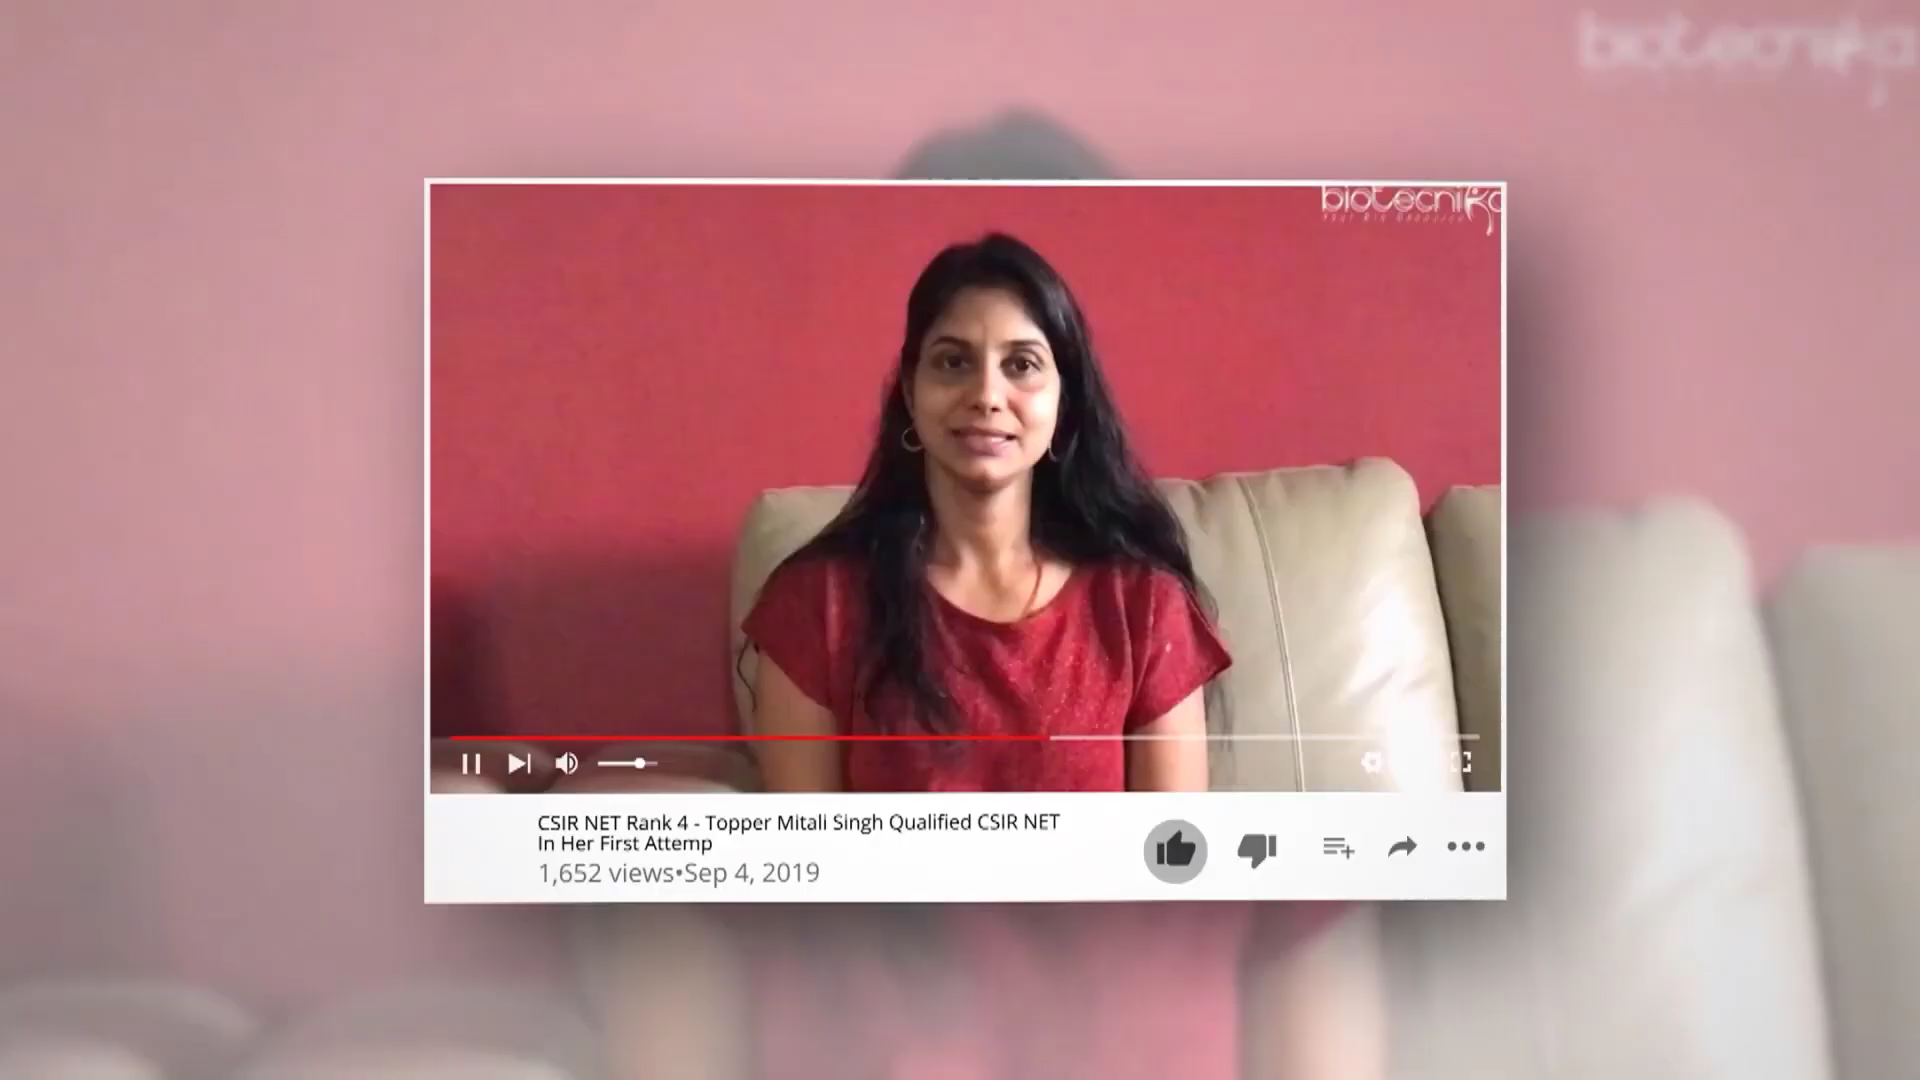 biotecnika
biotecnika
CSIR NET Rank 4 - Topper Mitali Singh Qualified CSIR NET
In Her First Attemp
1,652 views•Sep 4, 2019